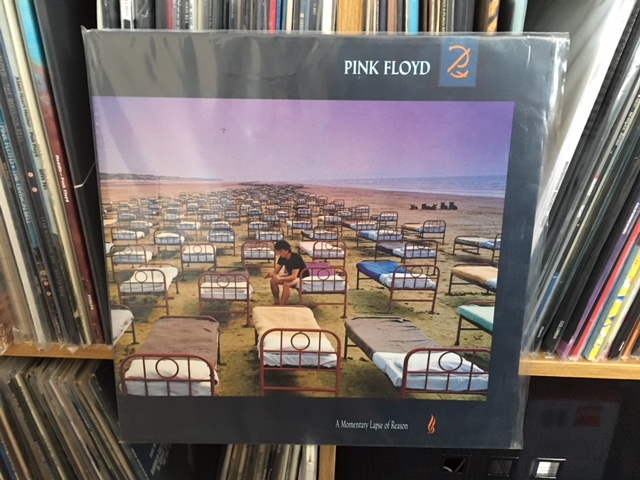 PINK FLOYD
A Momentary Lapse of Reason